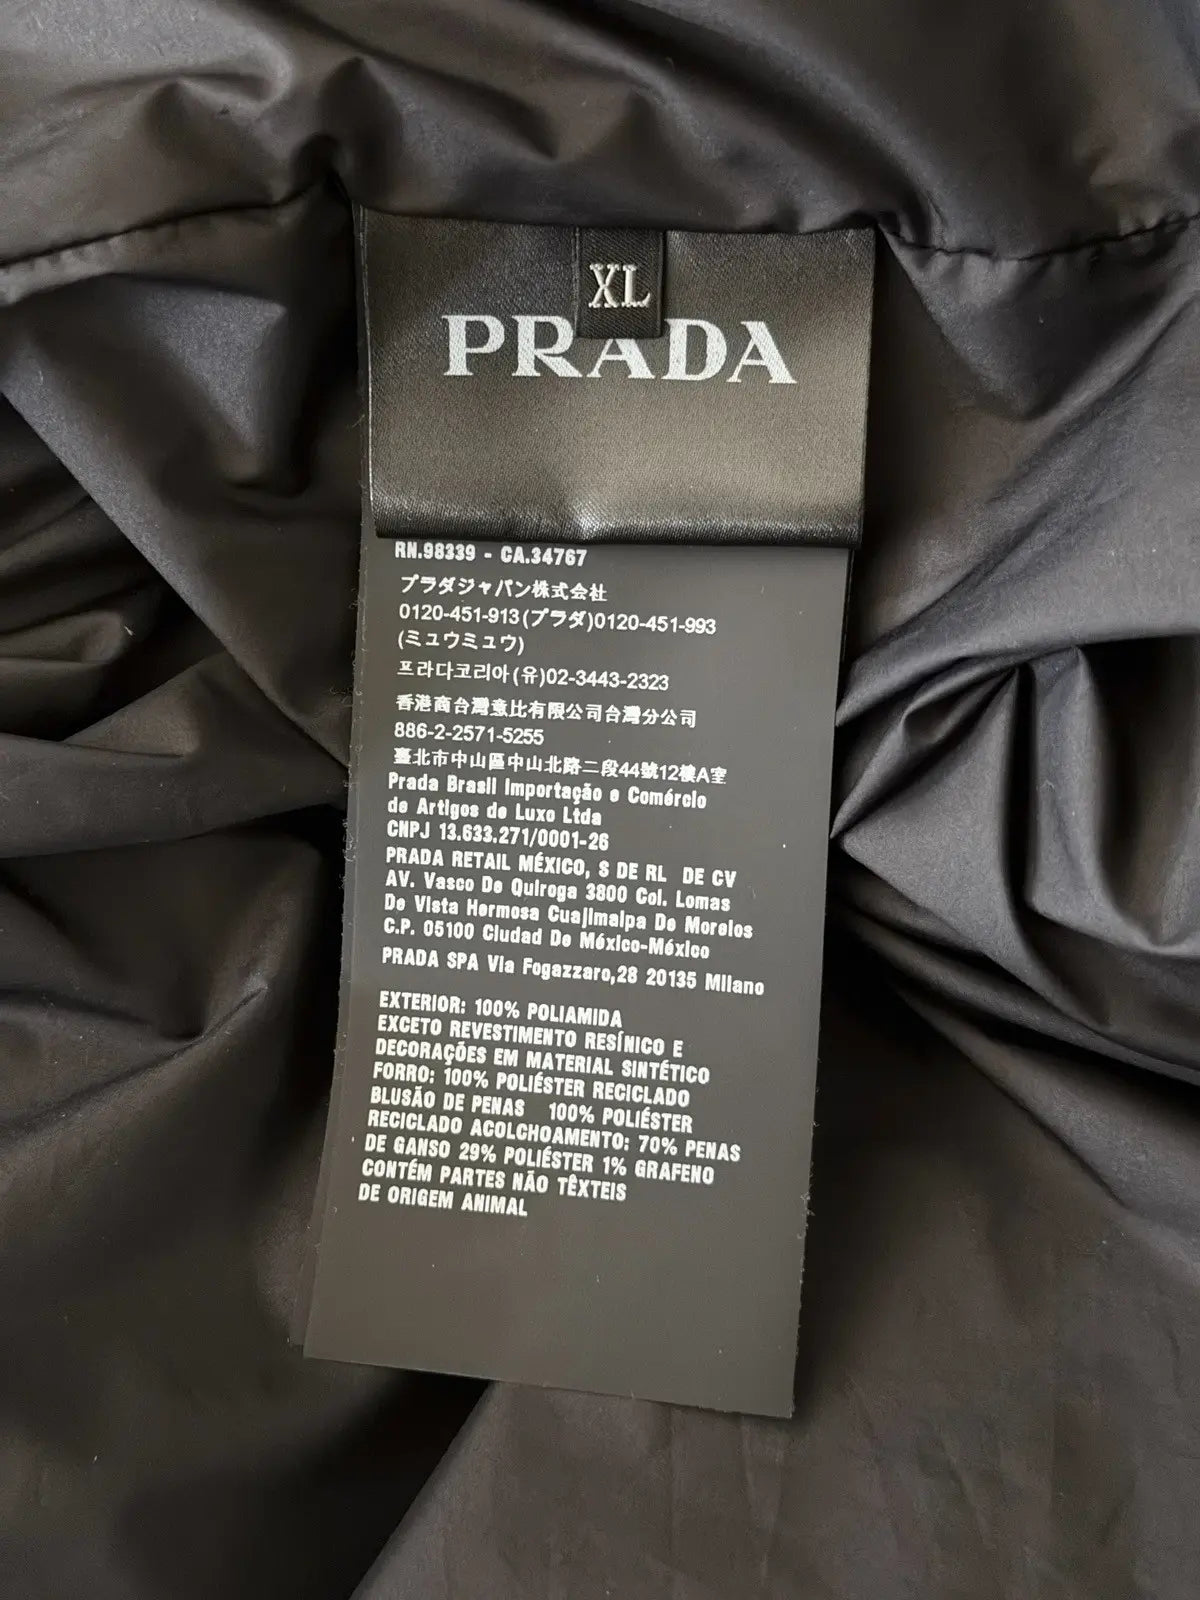 XL
PRADA
RN.98339 - CA.34767
プラダジャパン株式会社
0120-451-913(プラダ)0120-451-993
(ミュウミュウ)
프라다코리아(유)02-3443-2323
香港商台灣意比有限公司台灣分公司
886-2-2571-5255
臺北市中山區中山北路二段44號12樓A室
Prada Brasil Importação e Comércio
de Artigos de Luxo Ltda
CNPJ 13.633.271/0001-26
PRADA RETAIL MÉXICO, S DE RL DE CV
AV. Vasco De Quiroga 3800 Col. Lomas
De Vista Hermosa Cuajimalpa De Morelos
C.P. 05100 Ciudad De México-México
PRADA SPA Via Fogazzaro,28 20135 Milano
EXTERIOR: 100% POLIAMIDA
EXCETO REVESTIMENTO RESÍNICO E
DECORAÇÕES EM MATERIAL SINTÉTICO
FORRO: 100% POLIÉSTER RECICLADO
BLUSÃO DE PENAS 100% POLIÉSTER
RECICLADO ACOLCHOAMENTO: 70% PENAS
DE GANSO 29% POLIÉSTER 1% GRAFENO
CONTÉM PARTES NÃO TÊXTEIS
DE ORIGEM ANIMAL